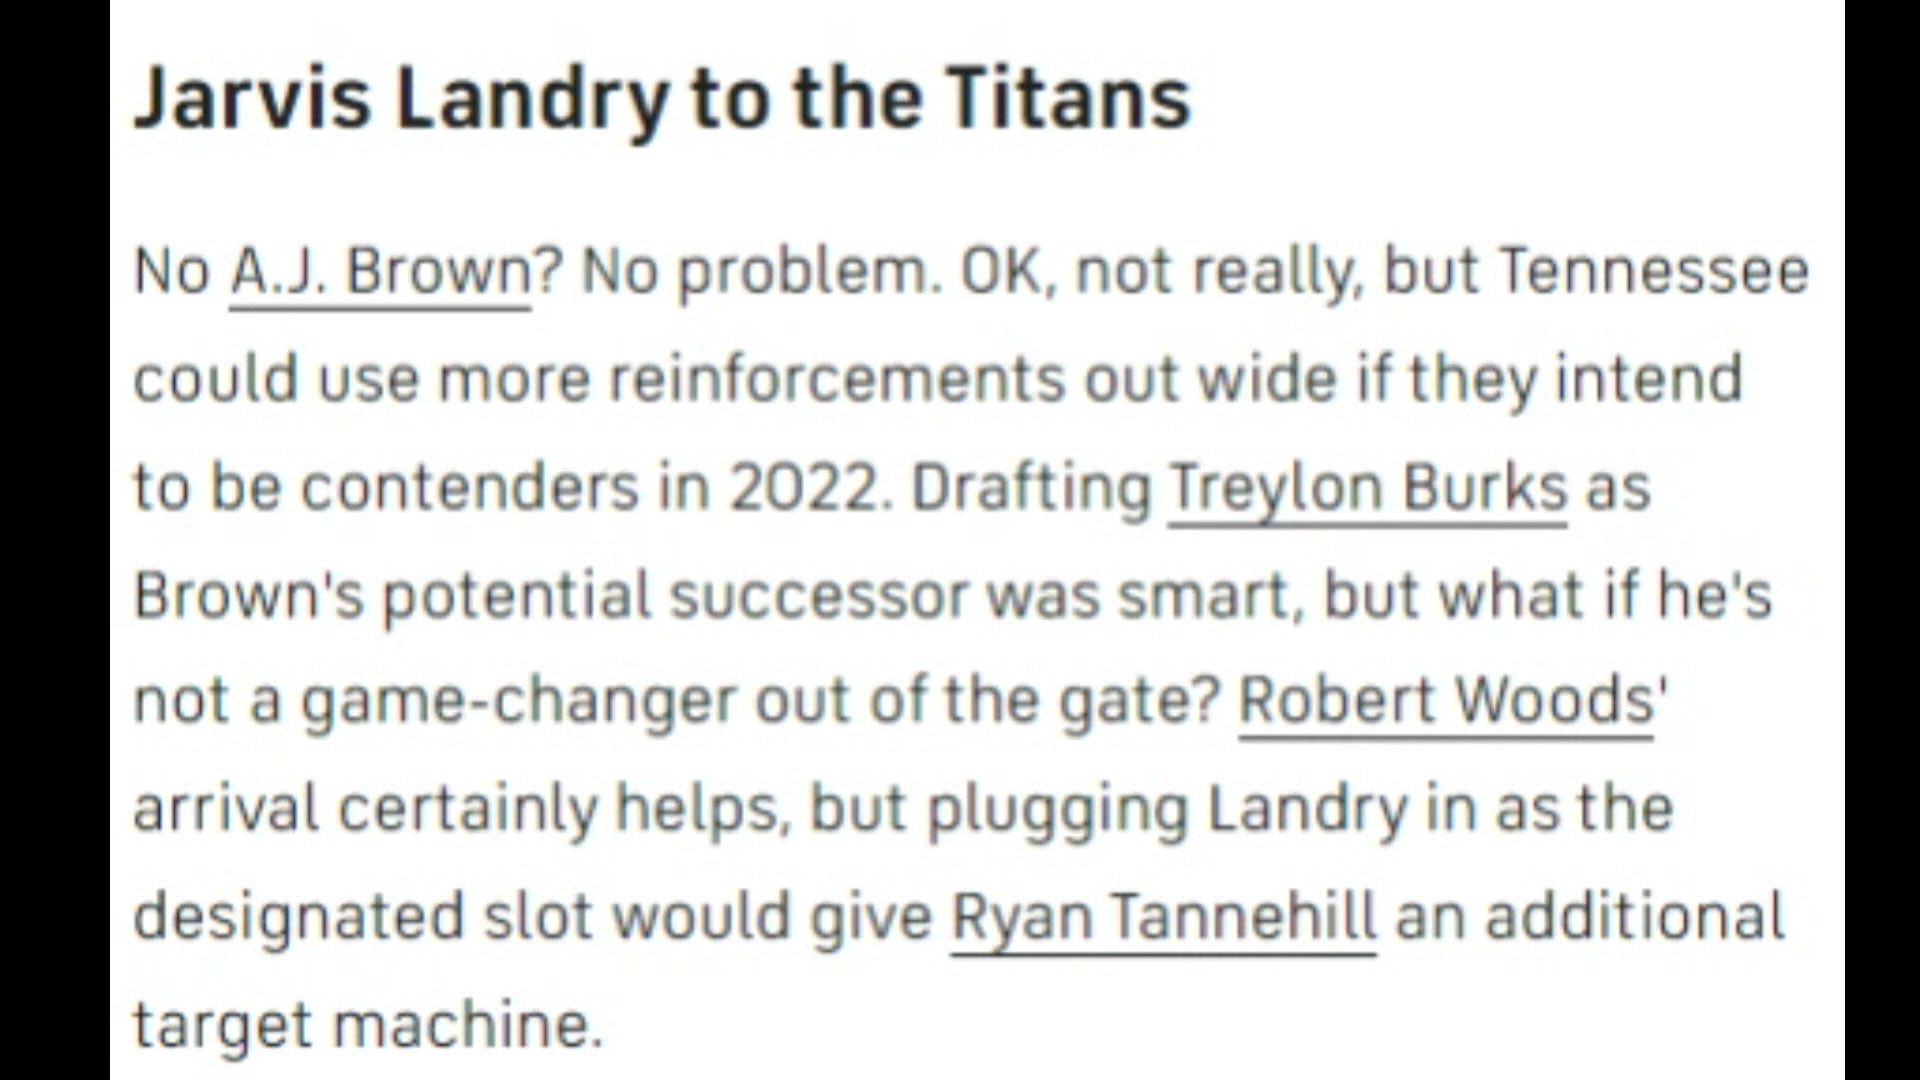 Jarvis Landry to the Titans
No A.J. Brown? No problem. OK, not really, but Tennessee
could use more reinforcements out wide if they intend
to be contenders in 2022. Drafting Treylon Burks as
Brown's potential successor was smart, but what if he's
not a game-changer out of the gate? Robert Woods'
arrival certainly helps, but plugging Landry in as the
designated slot would give Ryan Tannehill an additional
target machine.